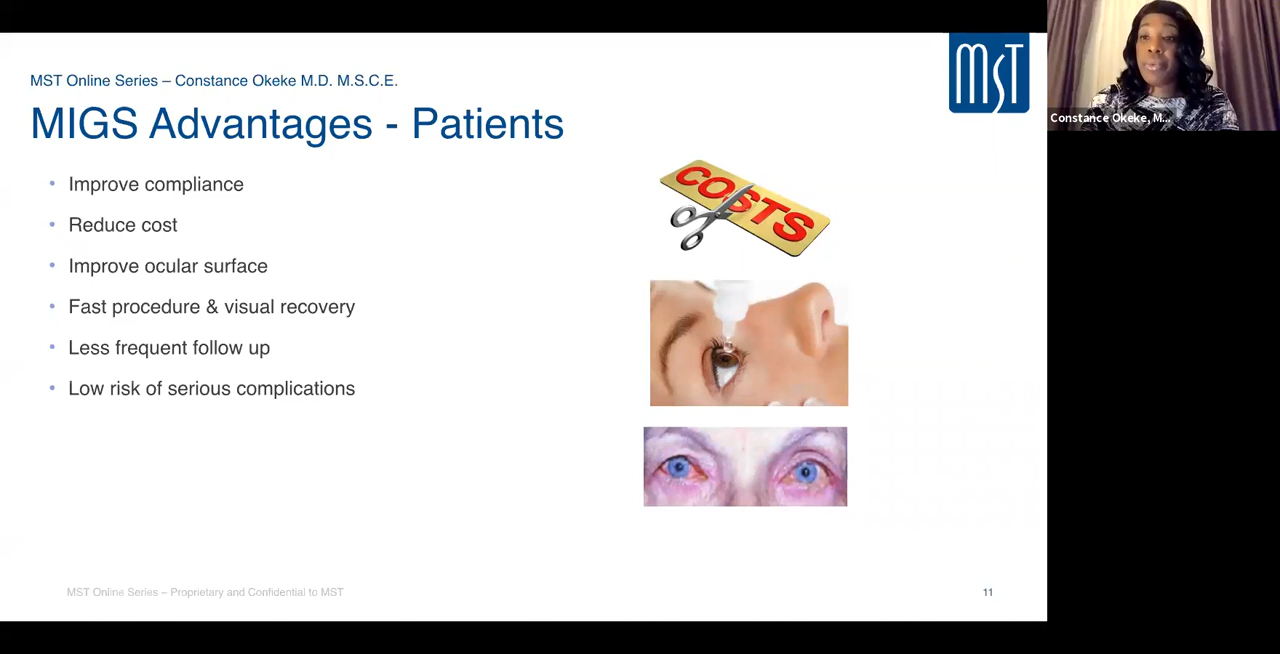 MST Online Series – Constance Okeke M.D. M.S.C.E.
MST
MIGS Advantages - Patients
Constance Okeke, M...
• Improve compliance
• Reduce cost
• Improve ocular surface
• Fast procedure & visual recovery
• Less frequent follow up
• Low risk of serious complications
COSTS
MST Online Series – Proprietary and Confidential to MST
11